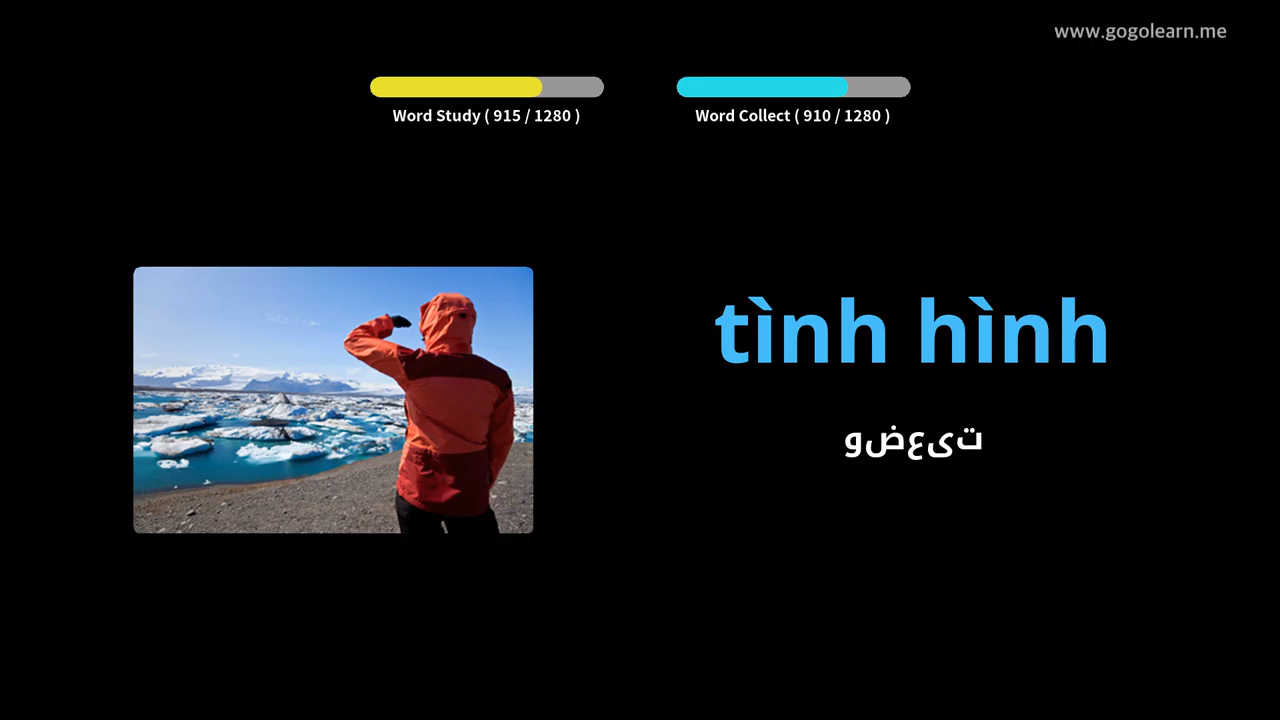 www.gogolearn.me
Word Study ( 915 / 1280 )
Word Collect ( 910 / 1280 )
tình hình
وضعیت